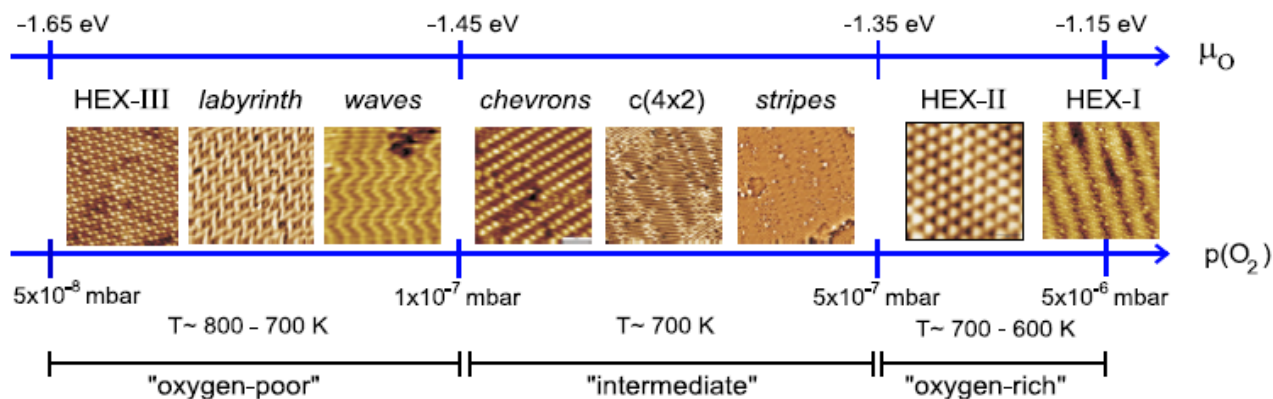 -1.65 eV -1.45 eV -1.35 eV -1.15 eV
μO
HEX-III labyrinth waves chevrons c(4x2) stripes HEX-II HEX-I
p(O2)
5x10-8 mbar 1x10-7 mbar 5x10-7 mbar 5x10-6 mbar
T~ 800 - 700 K T~ 700 K T~ 700 - 600 K
"oxygen-poor" "intermediate" "oxygen-rich"